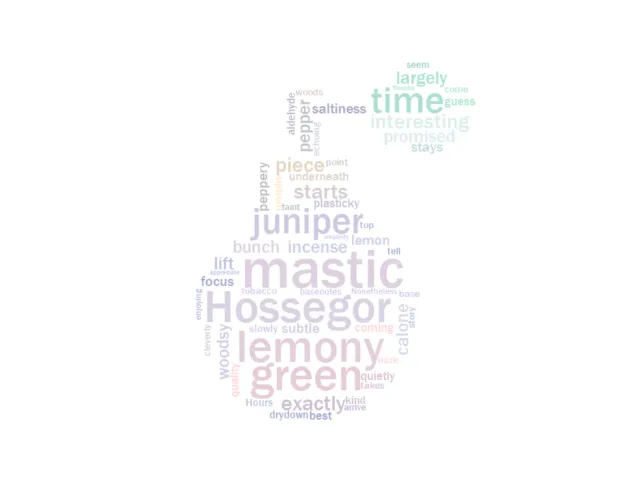 seem
largely
come
time
guess
interesting
promised
stays
woods
aldehyde
pepper
saltiness
echoing
piece
point
peppery
underneath
starts
faint
plasticky
juniper
top
bunch
incense
lemon
tell
lift
mastic
focus
tobacco
basenotes
Nonetheless
base
enjoying
Hossegor
calone
story
cleverly
woodsy
slowly
subtle
coming
lemony
quality
green
quietly
takes
Hours
exactly
kind
arrive
drydown
best